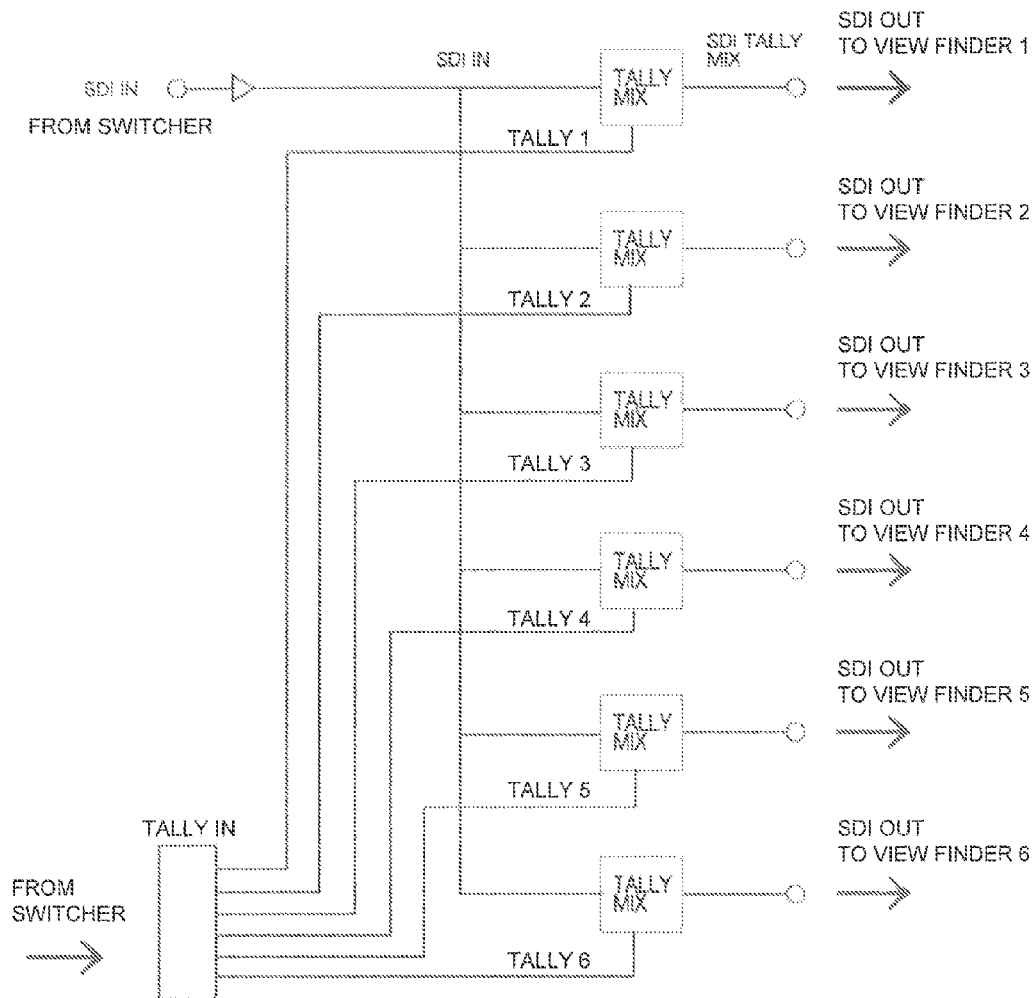 SDI OUT
TO VIEW FINDER 1
SDI IN
SDI TALLY
MIX
TALLY
MIX
SDI IN
FROM SWITCHER
TALLY 1
SDI OUT
TO VIEW FINDER 2
TALLY
MIX
TALLY 2
SDI OUT
TO VIEW FINDER 3
TALLY
MIX
TALLY 3
SDI OUT
TO VIEW FINDER 4
TALLY
MIX
TALLY 4
SDI OUT
TO VIEW FINDER 5
TALLY
MIX
TALLY 5
TALLY IN
SDI OUT
TO VIEW FINDER 6
TALLY
MIX
FROM
SWITCHER
TALLY 6